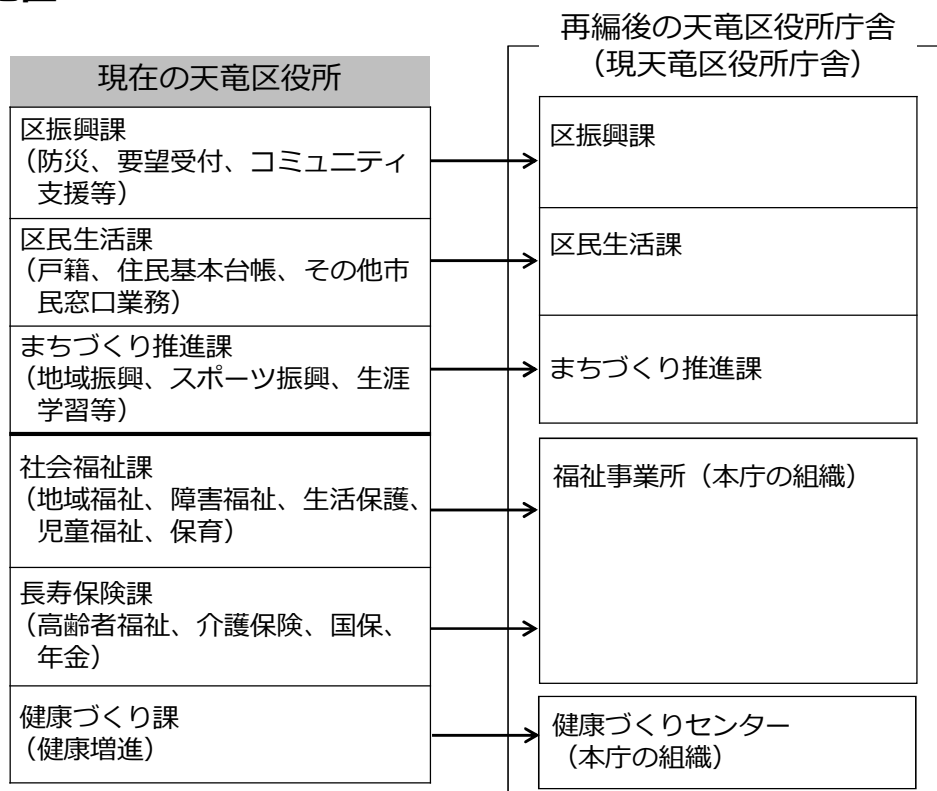 現在の天竜区役所
区振興課
（防災、要望受付、コミュニティ
支援等）
区民生活課
（戸籍、住民基本台帳、その他市
民窓口業務）
まちづくり推進課
（地域振興、スポーツ振興、生涯
学習等）
社会福祉課
（地域福祉、障害福祉、生活保護、
児童福祉、保育）
長寿保険課
（高齢者福祉、介護保険、国保、
年金）
健康づくり課
（健康増進）
再編後の天竜区役所庁舎
（現天竜区役所庁舎）
区振興課
区民生活課
まちづくり推進課
福祉事業所（本庁の組織）
健康づくりセンター
（本庁の組織）